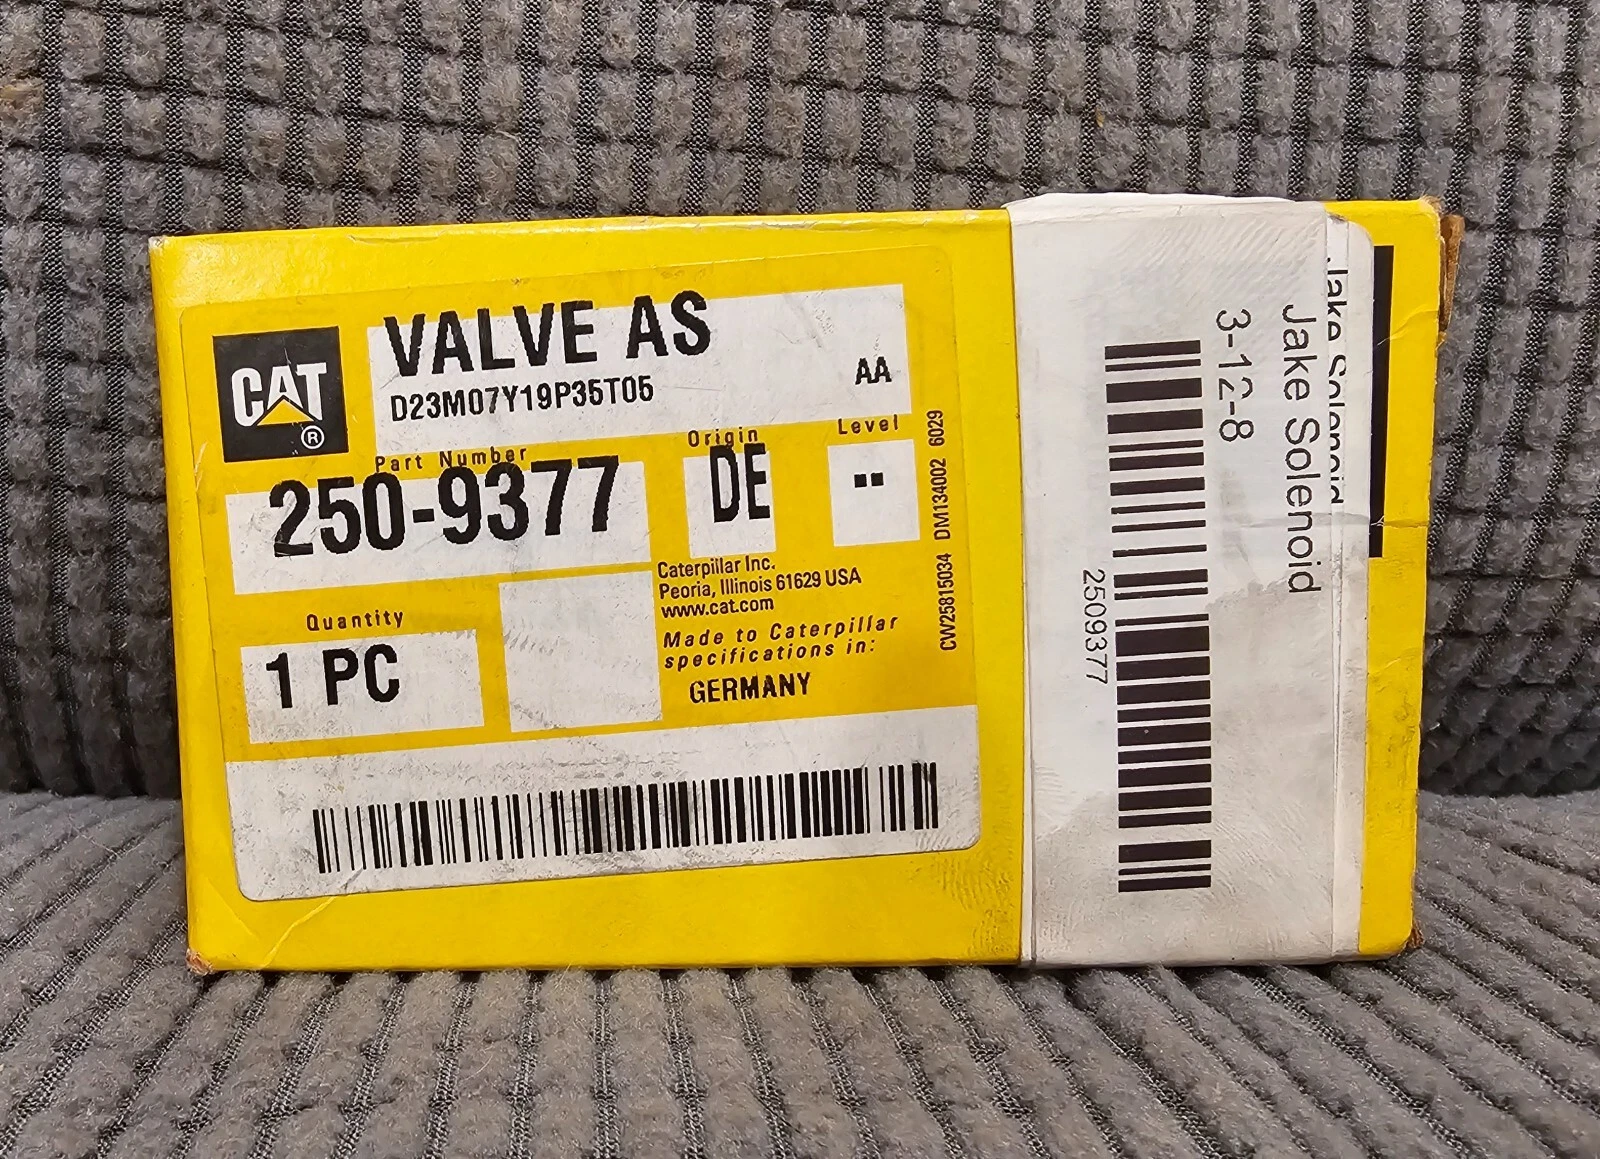 CAT
®
VALVE AS
D23M07Y19P35T05
AA
Part Number
250-9377
Origin
DE
Level
--
Quantity
1 PC
Caterpillar Inc.
Peoria, Illinois 61629 USA
www.cat.com
Made to Caterpillar
specifications in:
GERMANY
CW25815034 DM134002 6029
Jake Solenoid
Jake Solenoid
3-12-8
2509377